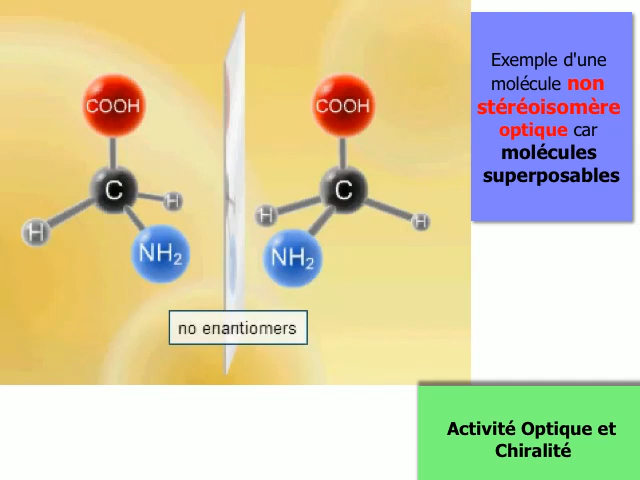 Exemple d'une
molécule non
stéréoisomère
optique car
molécules
superposables
COOH
COOH
C
C
H
H
H
H
NH₂
NH₂
no enantiomers
Activité Optique et
Chiralité